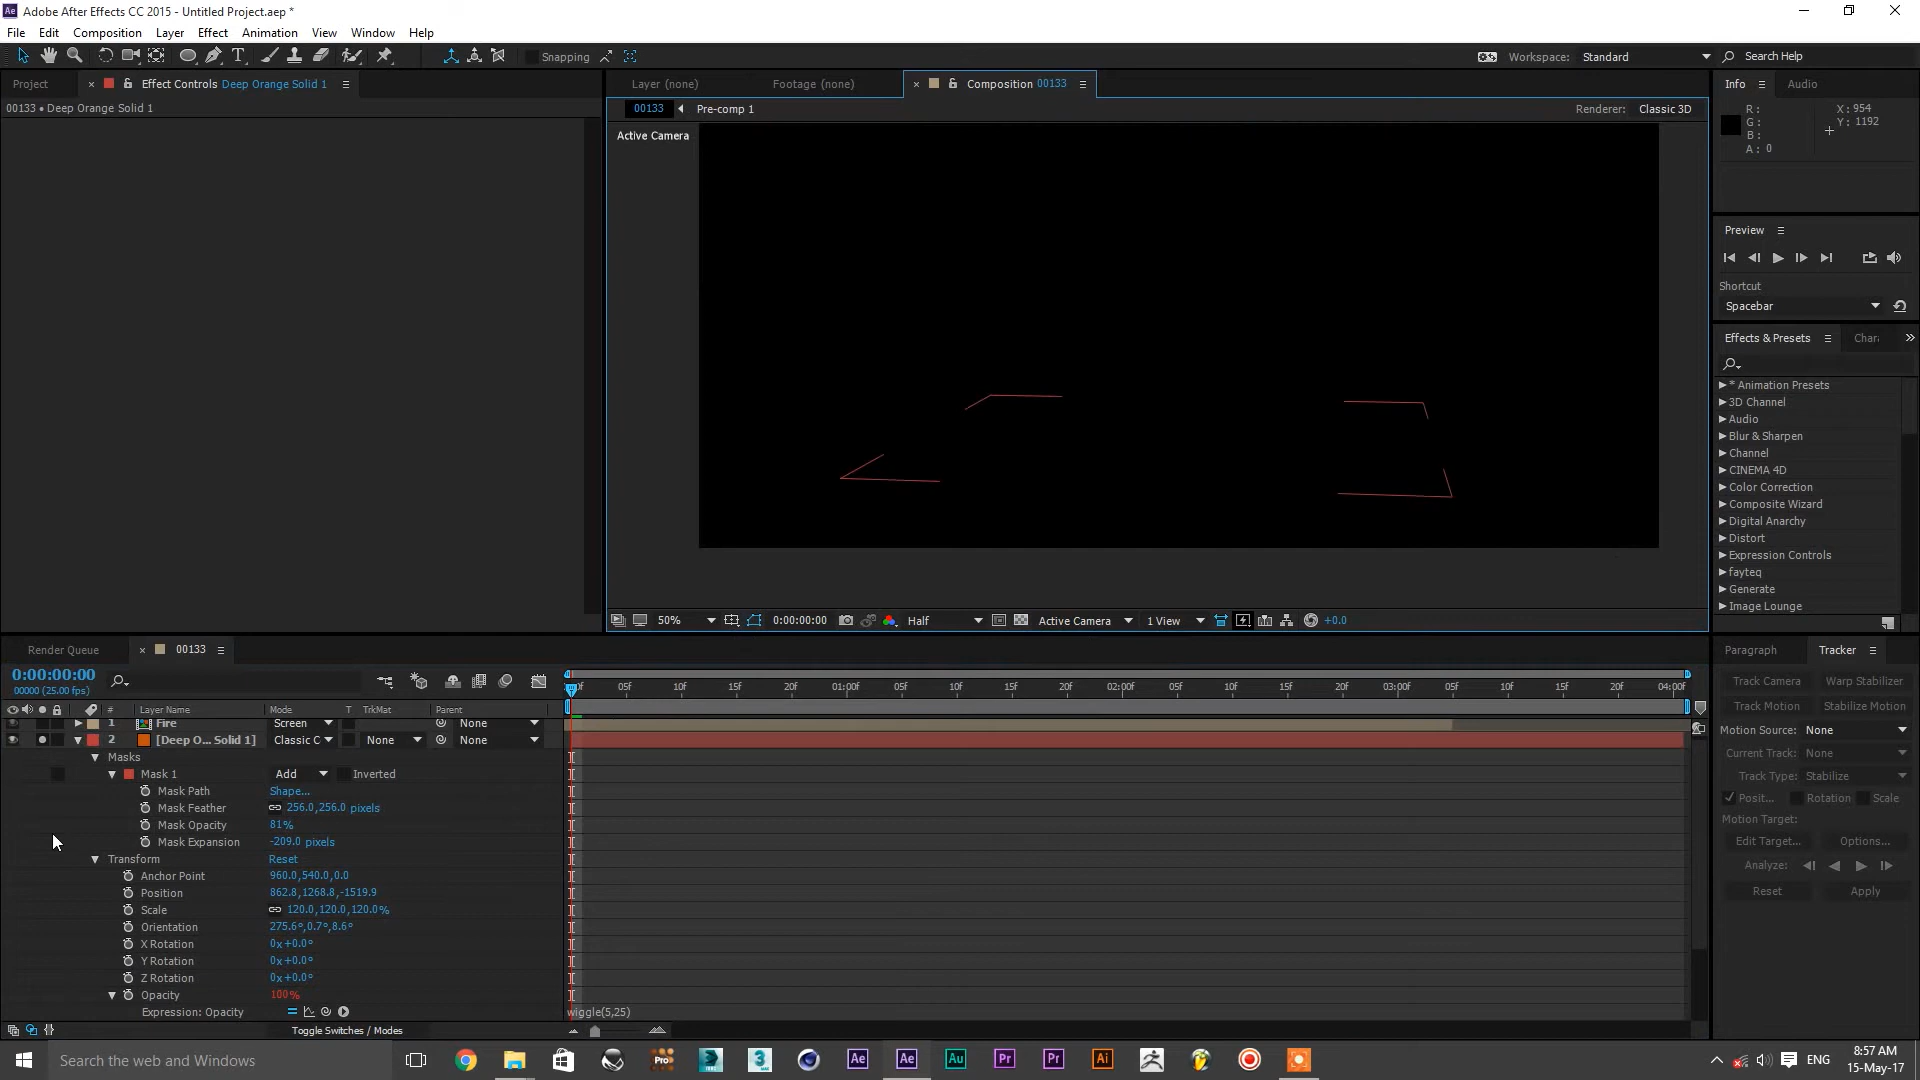 Adobe After Effects CC 2015 - Untitled Project.aep *
File Edit Composition Layer Effect Animation View Window Help
Snapping
Workspace: Standard
Search Help
Project
Effect Controls Deep Orange Solid 1
00133 • Deep Orange Solid 1
Layer (none)
Footage (none)
Composition 00133
00133
Pre-comp 1
Renderer: Classic 3D
Active Camera
Info
Audio
R :
G :
B :
A : 0
X : 954
Y : 1192
Preview
Shortcut
Spacebar
Effects & Presets
Chara
* Animation Presets
3D Channel
Audio
Blur & Sharpen
Channel
CINEMA 4D
Color Correction
Composite Wizard
Digital Anarchy
Distort
Expression Controls
fayteq
Generate
Image Lounge
50%
0:00:00:00
Half
Active Camera
1 View
+0.0
Render Queue
00133
0:00:00:00
00000 (25.00 fps)
# Layer Name Mode T TrkMat Parent
05f 10f 15f 20f 01:00f 05f 10f 15f 20f 02:00f 05f 10f 15f 20f 03:00f 05f 10f 15f 20f 04:00f
1 Fire Screen None
2 [Deep O... Solid 1] Classic C None None
Masks
Mask 1 Add Inverted
Mask Path Shape...
Mask Feather 256.0,256.0 pixels
Mask Opacity 81%
Mask Expansion -209.0 pixels
Transform Reset
Anchor Point 960.0,540.0,0.0
Position 862.8,1268.8,-1519.9
Scale 120.0,120.0,120.0%
Orientation 275.6°,0.7°,8.6°
X Rotation 0x+0.0°
Y Rotation 0x+0.0°
Z Rotation 0x+0.0°
Opacity 100%
Expression: Opacity wiggle(5,25)
Toggle Switches / Modes
Paragraph
Tracker
Track Camera Warp Stabilizer
Track Motion Stabilize Motion
Motion Source: None
Current Track: None
Track Type: Stabilize
Posit... Rotation Scale
Motion Target:
Edit Target... Options...
Analyze:
Reset Apply
Search the web and Windows
Pro
3
Ae
Ae
Au
Pr
Pr
Ai
ENG
8:57 AM
15-May-17